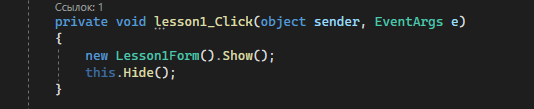 Ссылок: 1
private void lesson1_Click(object sender, EventArgs e)
{
new Lesson1Form().Show();
this.Hide();
}